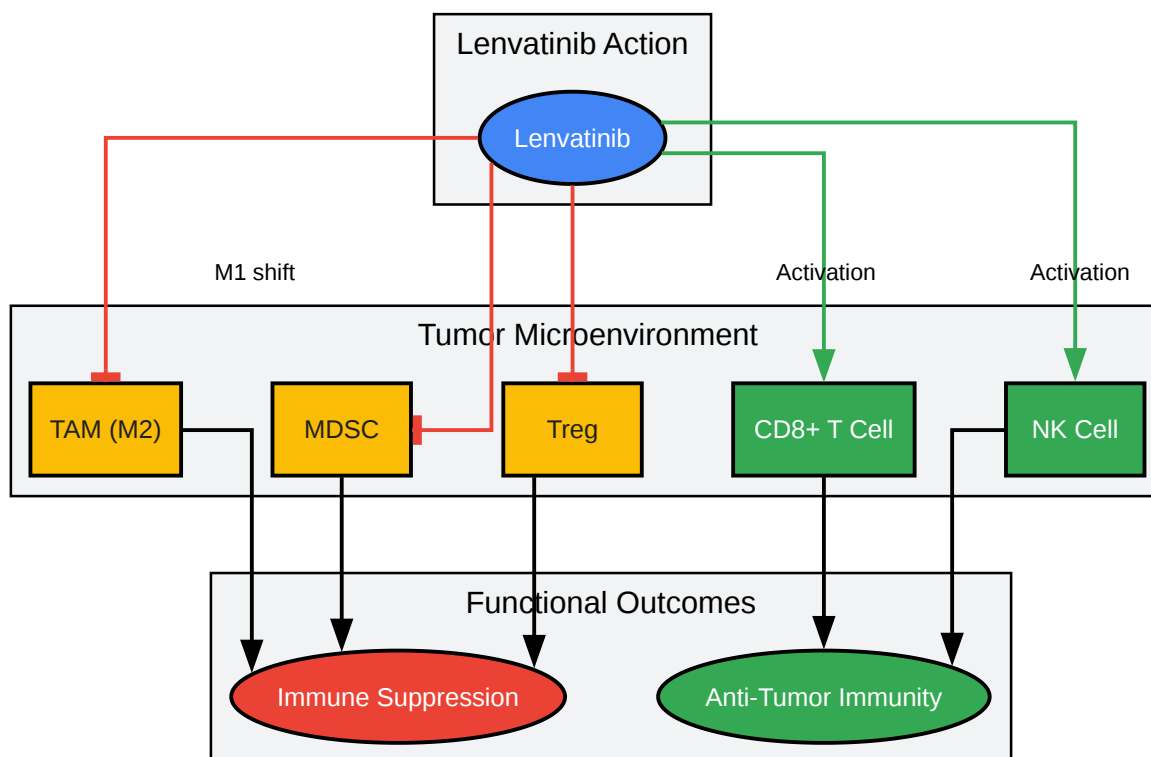 Lenvatinib Action
Lenvatinib
M1 shift
Activation
Activation
Tumor Microenvironment
TAM (M2)
MDSC
Treg
CD8+ T Cell
NK Cell
Functional Outcomes
Immune Suppression
Anti-Tumor Immunity